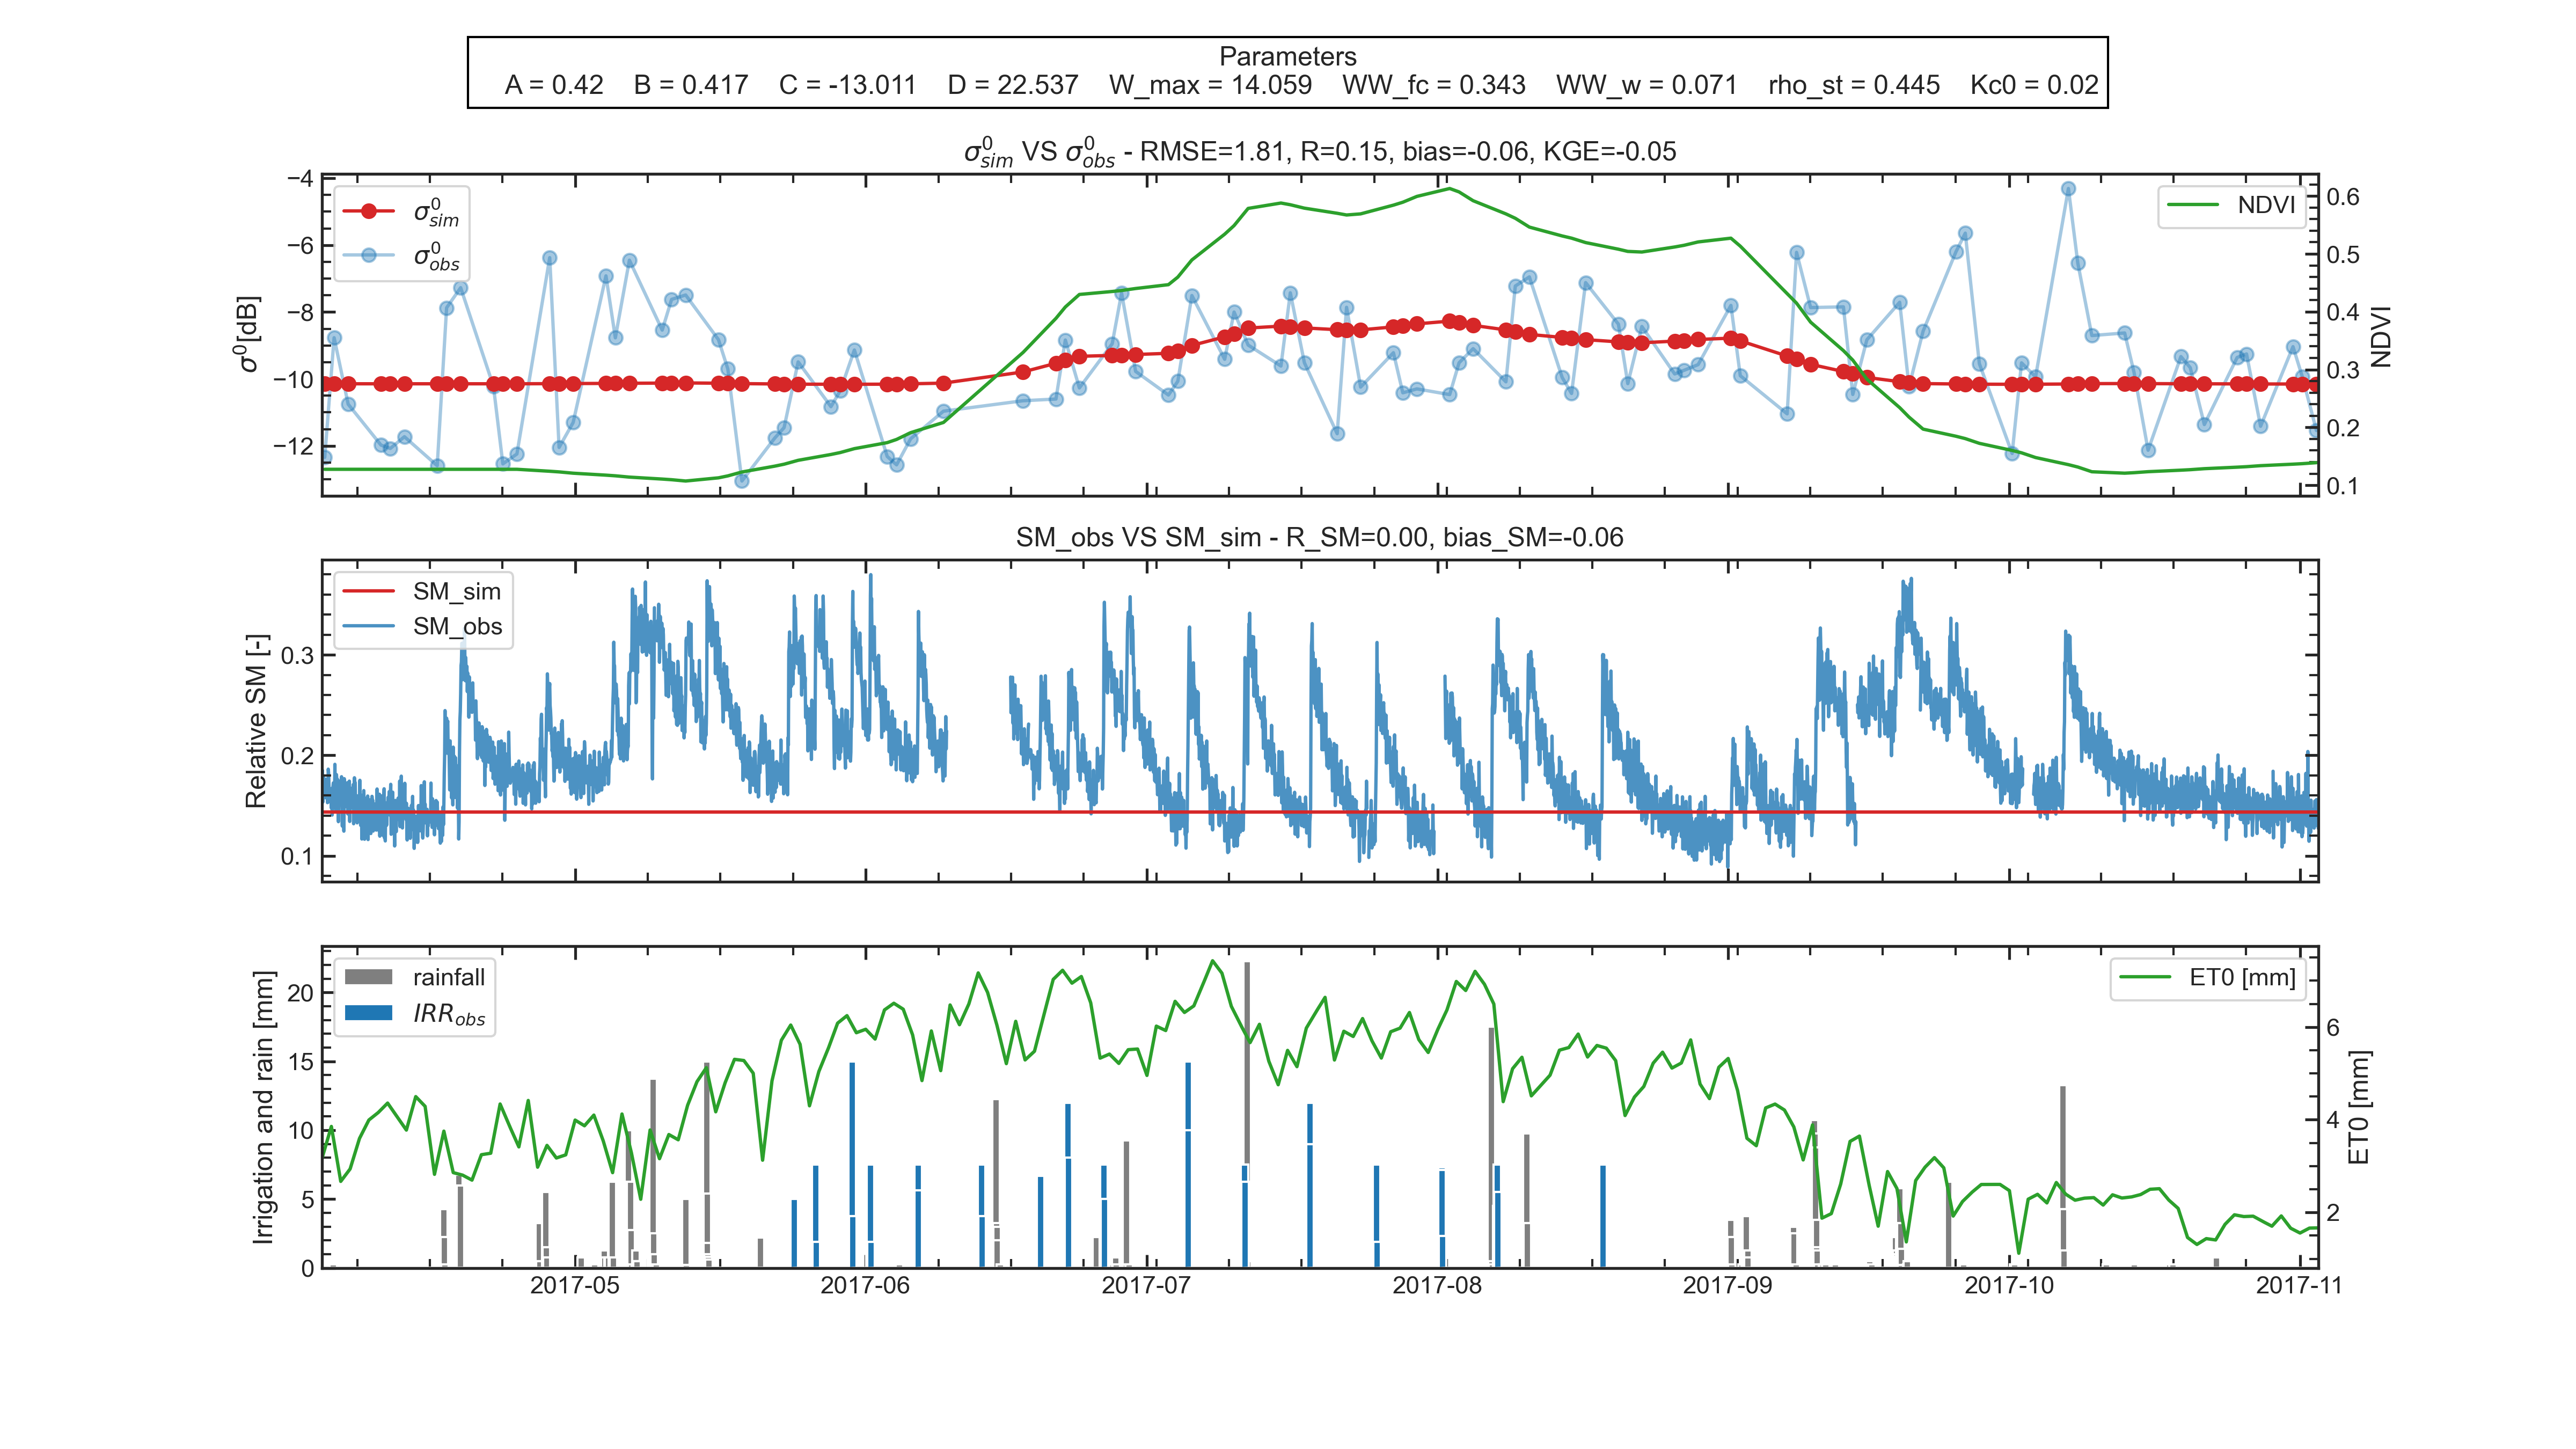 Parameters
A = 0.42 B = 0.417 C = -13.011 D = 22.537 W_max = 14.059 WW_fc = 0.343 WW_w = 0.071 rho_st = 0.445 Kc0 = 0.02
σ⁰sim VS σ⁰obs - RMSE=1.81, R=0.15, bias=-0.06, KGE=-0.05
σ⁰sim
σ⁰obs
NDVI
−4
−6
−8
−10
−12
σ⁰[dB]
0.6
0.5
0.4
0.3
0.2
0.1
NDVI
SM_obs VS SM_sim - R_SM=0.00, bias_SM=-0.06
SM_sim
SM_obs
0.3
0.2
0.1
Relative SM [-]
rainfall
IRRobs
ET0 [mm]
20
15
10
5
0
Irrigation and rain [mm]
6
4
2
ET0 [mm]
2017-05 2017-06 2017-07 2017-08 2017-09 2017-10 2017-11